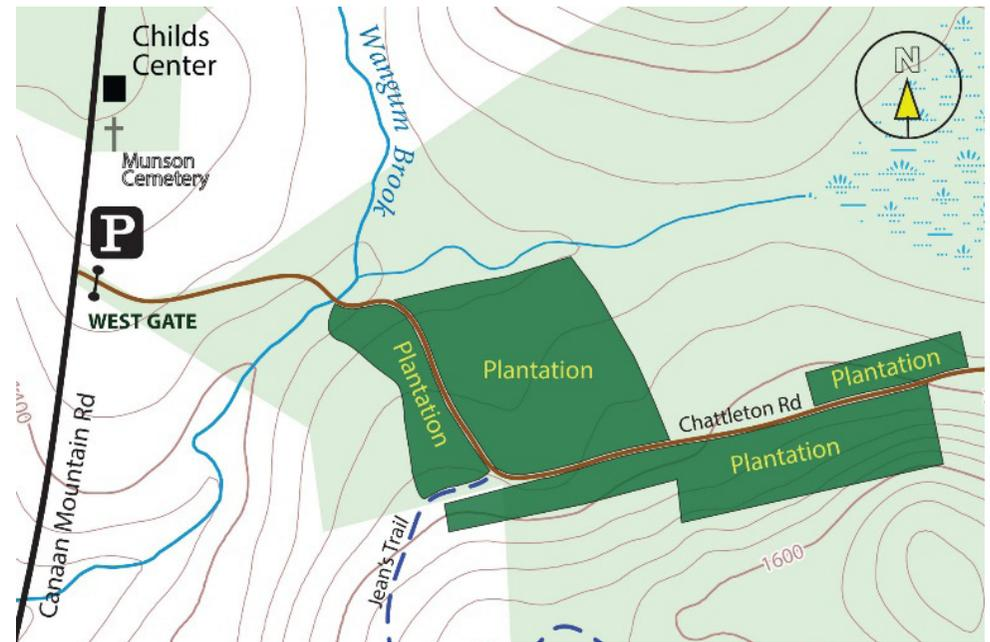 Childs
Center
Wangum Brook
N
Munson
Cemetery
P
WEST GATE
Plantation
Plantation
Plantation
Chattleton Rd
Plantation
Canaan Mountain Rd
Jean's Trail
1600